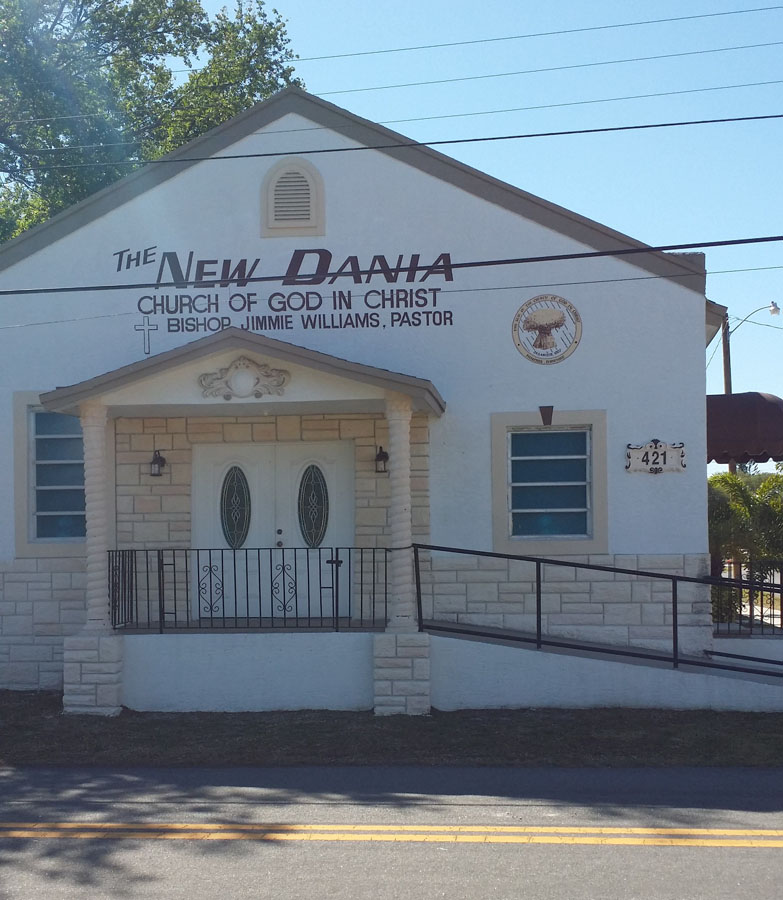 THE NEW DANIA
CHURCH OF GOD IN CHRIST
BISHOP JIMMIE WILLIAMS, PASTOR
421